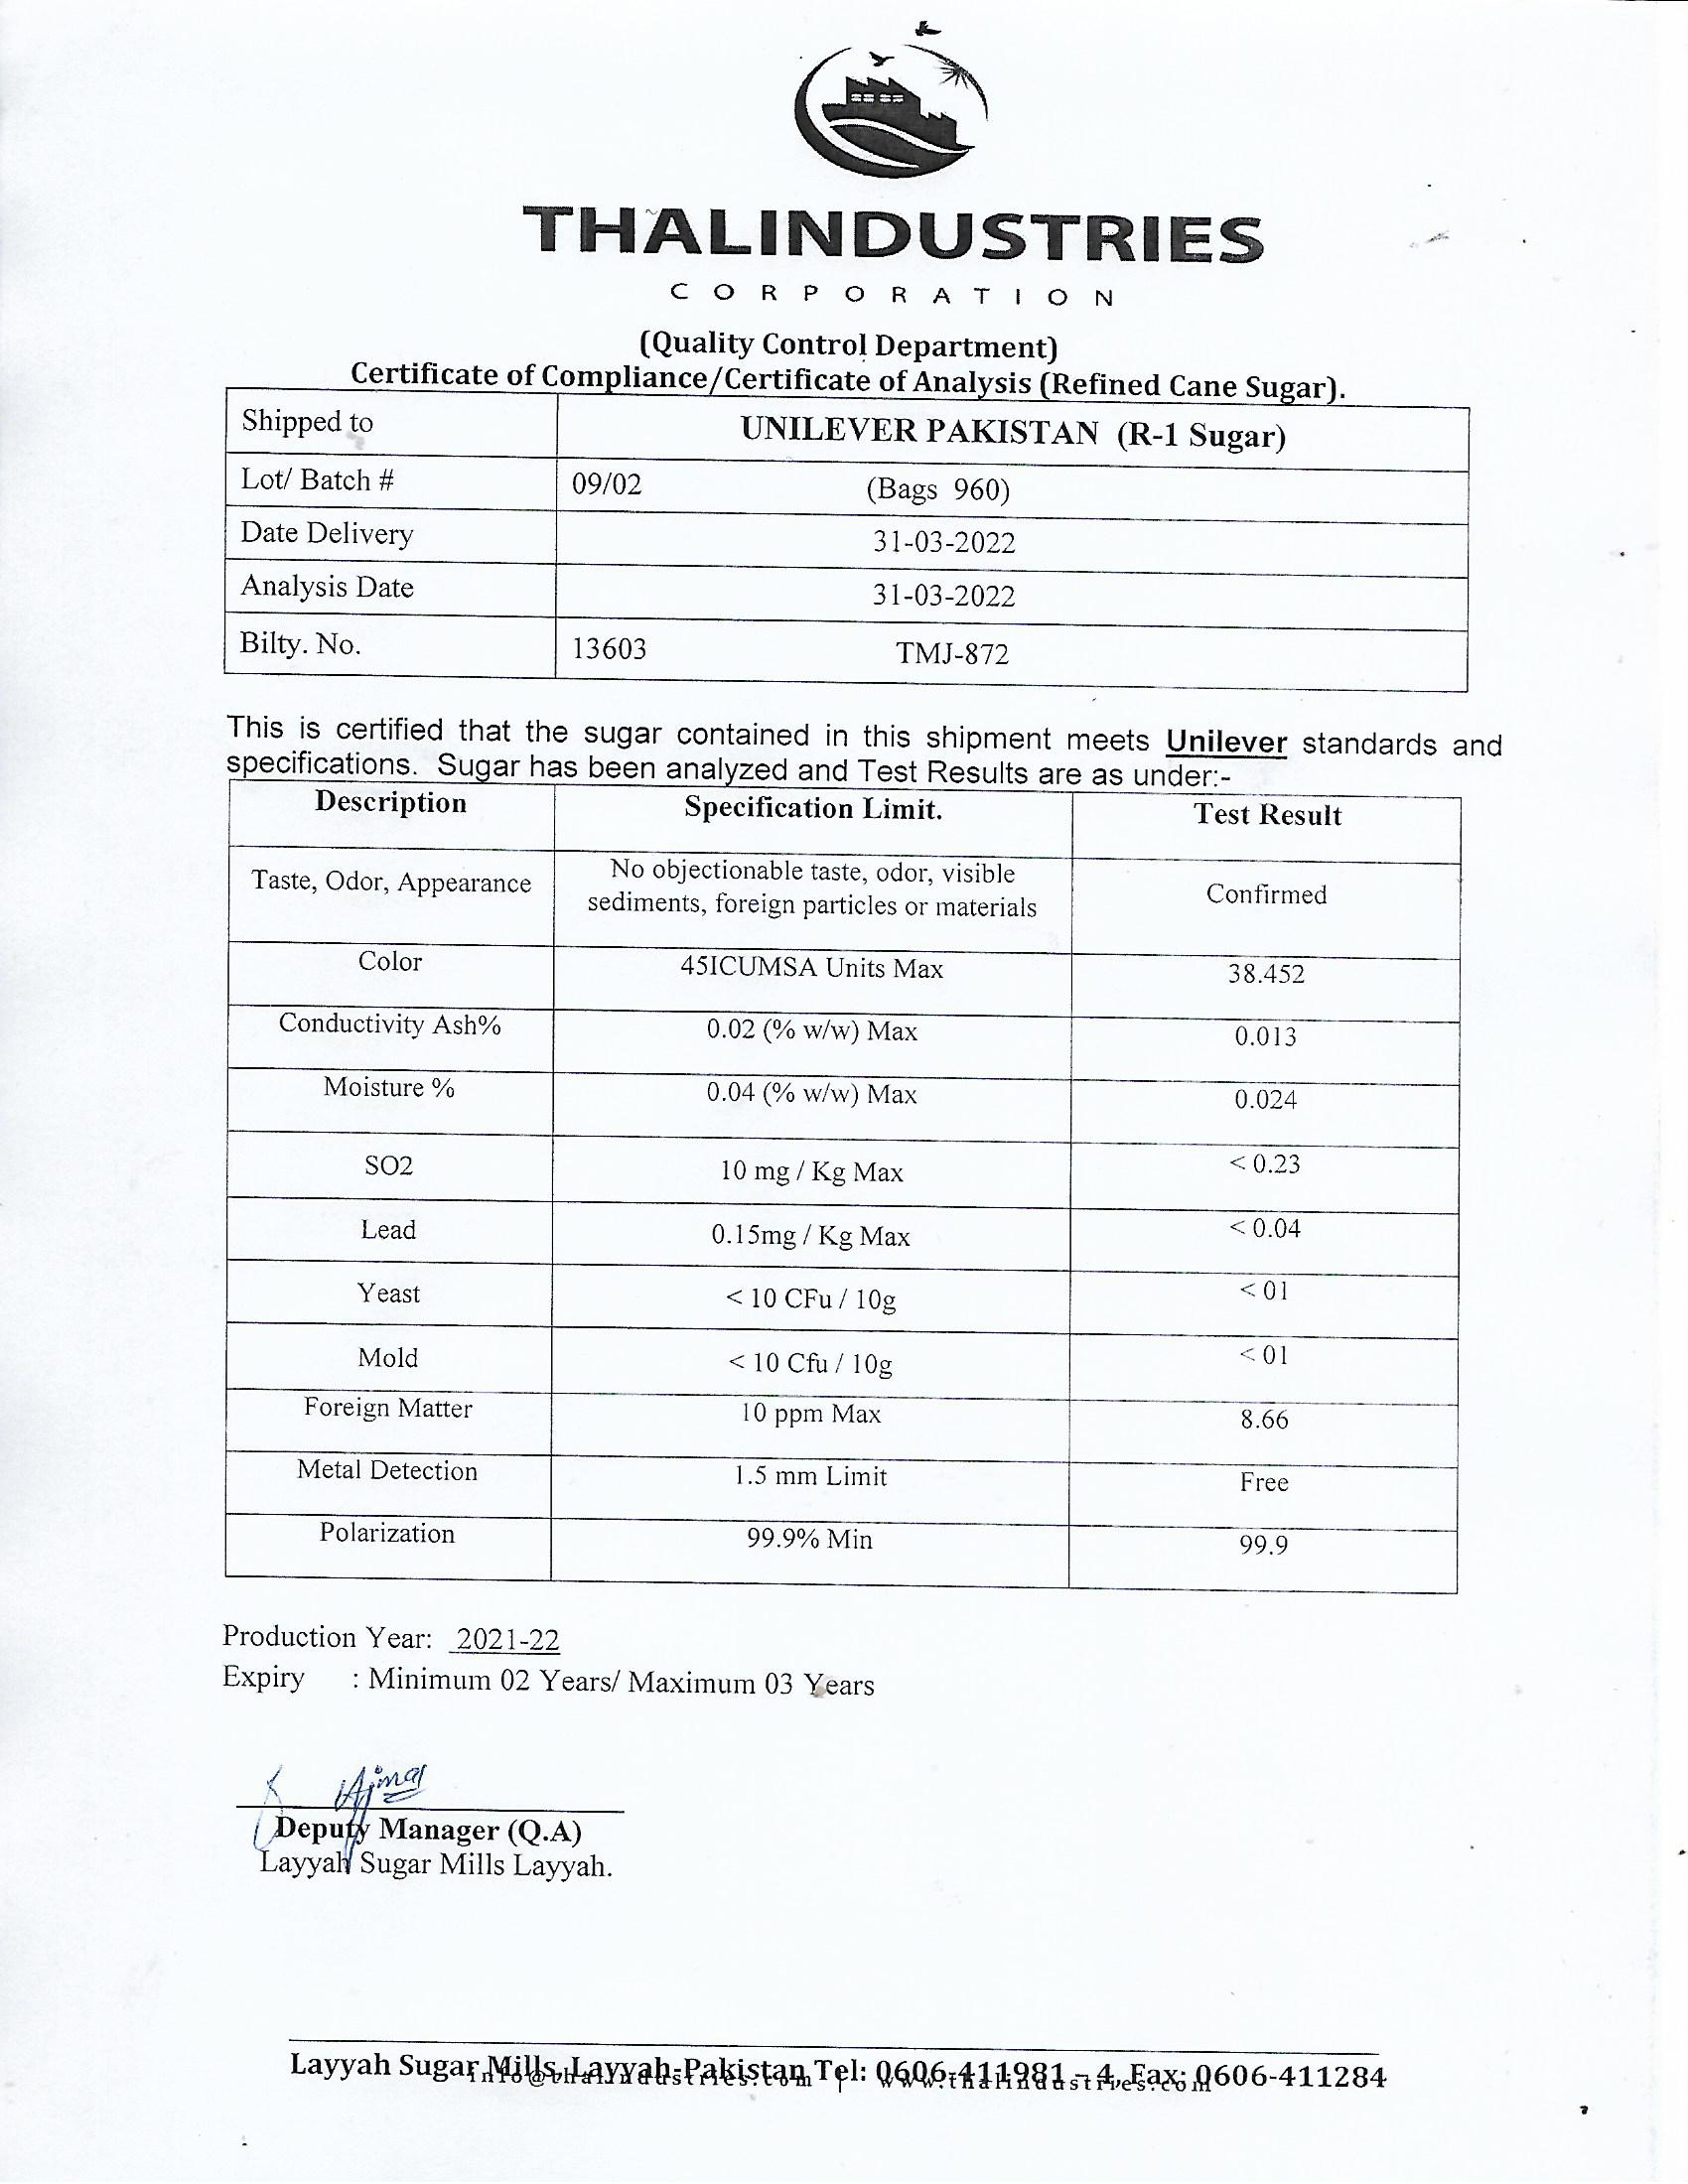 THALINDUSTRIES
CORPORATION
(Quality Control Department)
Certificate of Compliance/Certificate of Analysis (Refined Cane Sugar).
Shipped to UNILEVER PAKISTAN (R-1 Sugar)
Lot/ Batch # 09/02 (Bags 960)
Date Delivery 31-03-2022
Analysis Date 31-03-2022
Bilty. No. 13603 TMJ-872
This is certified that the sugar contained in this shipment meets Unilever standards and
specifications. Sugar has been analyzed and Test Results are as under:-
Description Specification Limit. Test Result
Taste, Odor, Appearance No objectionable taste, odor, visible
sediments, foreign particles or materials Confirmed
Color 45ICUMSA Units Max 38.452
Conductivity Ash% 0.02 (% w/w) Max 0.013
Moisture % 0.04 (% w/w) Max 0.024
SO2 10 mg / Kg Max < 0.23
Lead 0.15mg / Kg Max < 0.04
Yeast < 10 CFu / 10g < 01
Mold < 10 Cfu / 10g < 01
Foreign Matter 10 ppm Max 8.66
Metal Detection 1.5 mm Limit Free
Polarization 99.9% Min 99.9
Production Year: 2021-22
Expiry : Minimum 02 Years/ Maximum 03 Years
Ajmal
Deputy Manager (Q.A)
Layyah Sugar Mills Layyah.
Layyah Sugar Mills, Layyah-Pakistan Tel: 0606-411981 – 4, Fax: 0606-411284
info@thalindustries.com | www.thalindustries.com